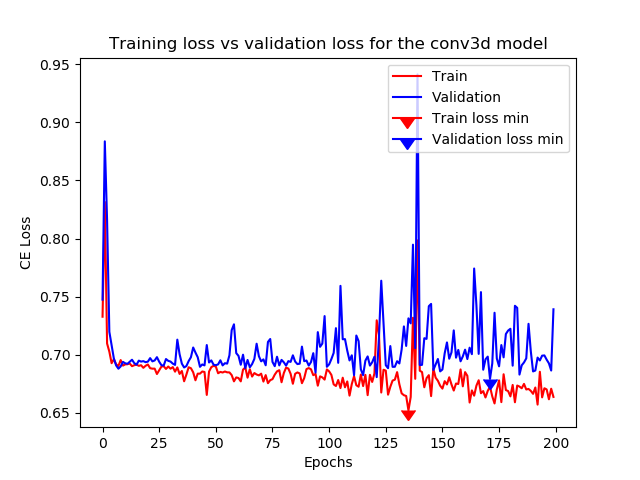 Training loss vs validation loss for the conv3d model
0.95
0.90
0.85
0.80
0.75
0.70
0.65
CE Loss
Train
Validation
Train loss min
Validation loss min
0 25 50 75 100 125 150 175 200
Epochs